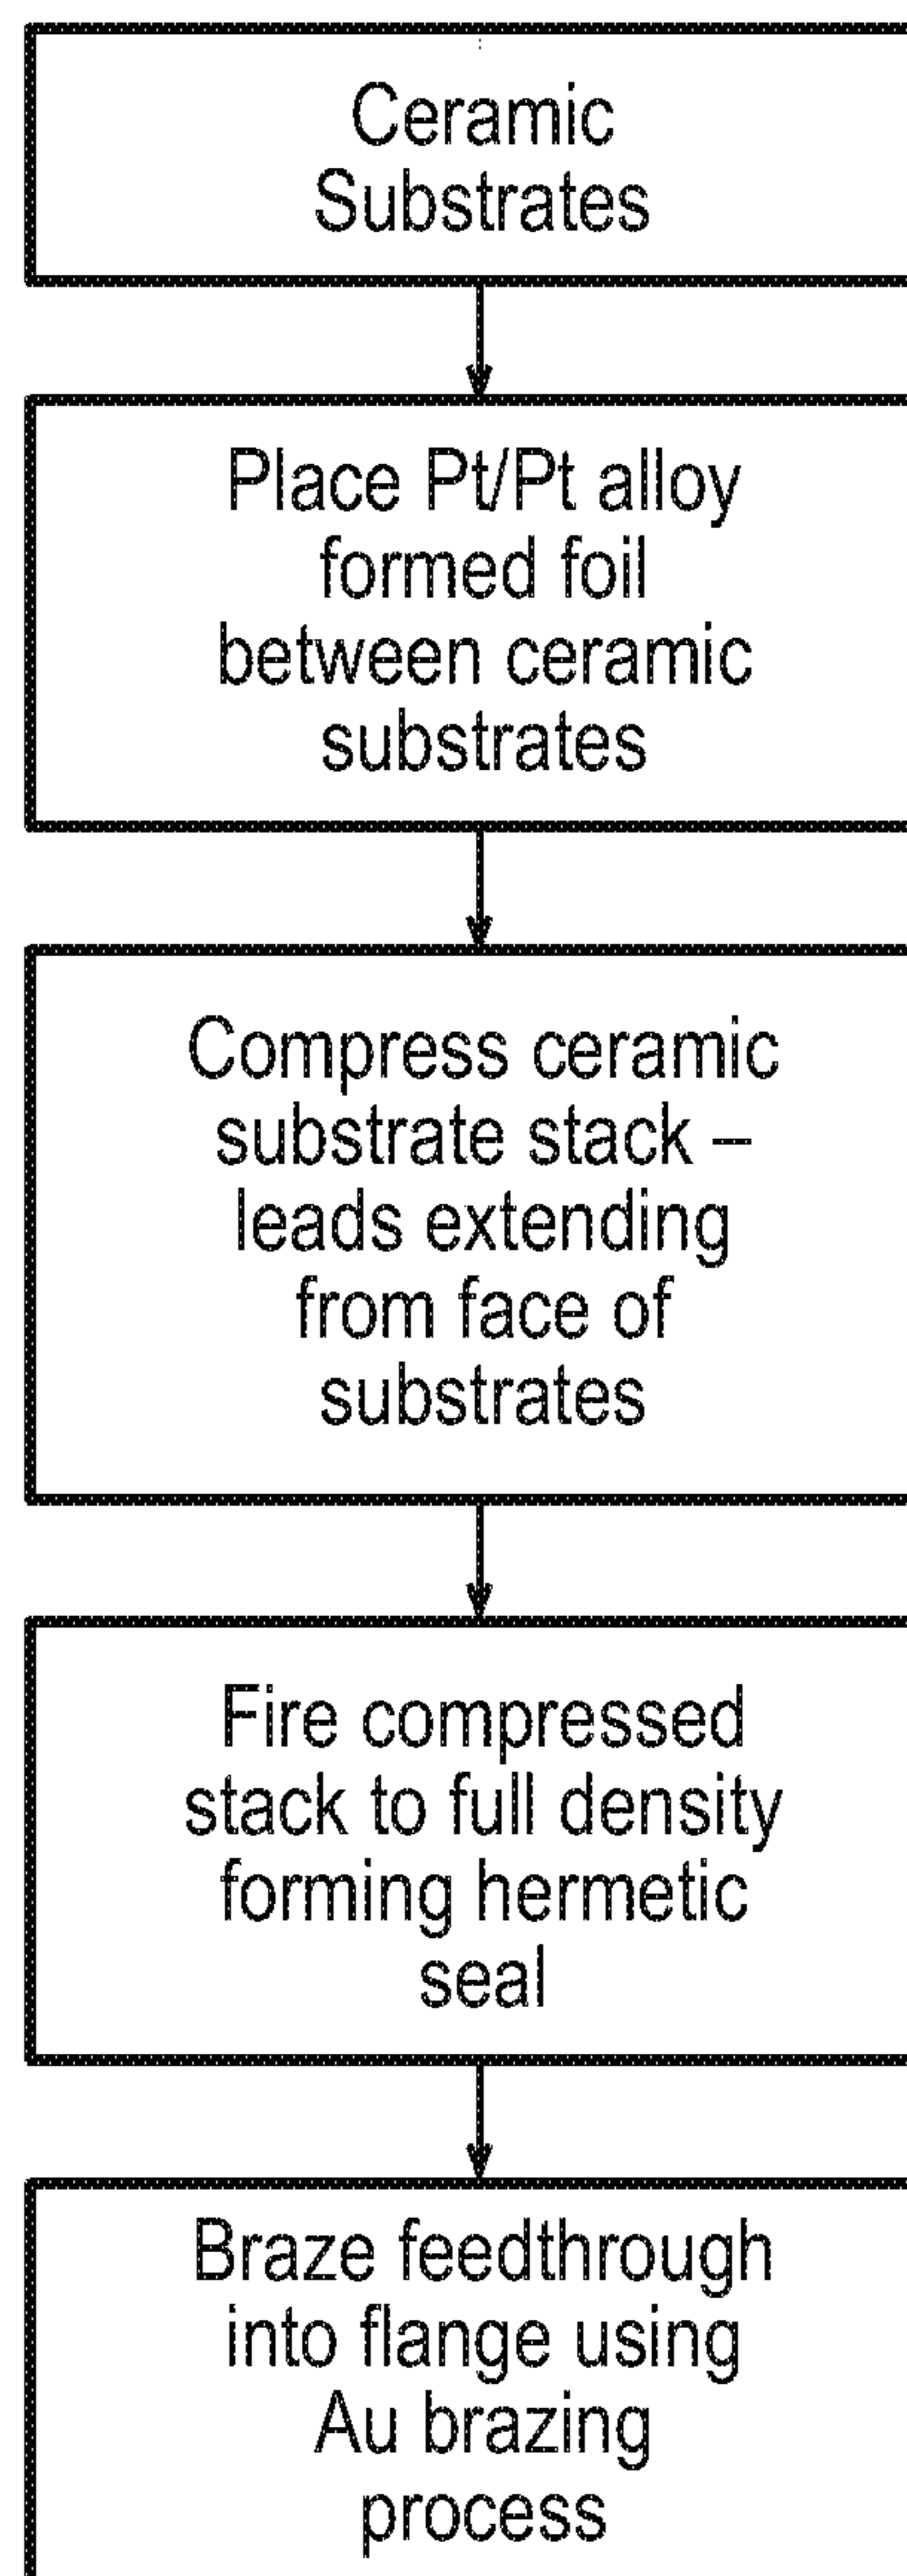 Ceramic
Substrates
Place Pt/Pt alloy
formed foil
between ceramic
substrates
Compress ceramic
substrate stack –
leads extending
from face of
substrates
Fire compressed
stack to full density
forming hermetic
seal
Braze feedthrough
into flange using
Au brazing
process